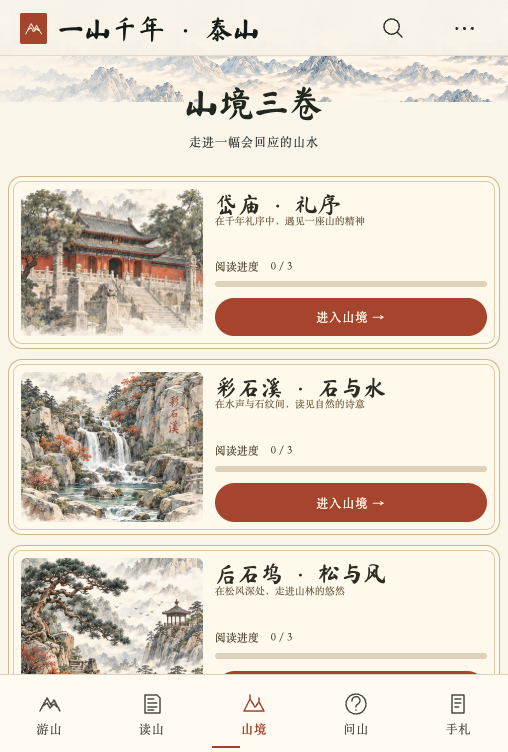 一山千年 · 泰山
山境三卷
走进一幅会回应的山水
岱庙 · 礼序
在千年礼序中，遇见一座山的精神
阅读进度 0 / 3
进入山境 →
彩石溪
彩石溪 · 石与水
在水声与石纹间，读见自然的诗意
阅读进度 0 / 3
进入山境 →
后石坞 · 松与风
在松风深处，走进山林的悠然
阅读进度 0 / 3
游山
读山
山境
问山
手札